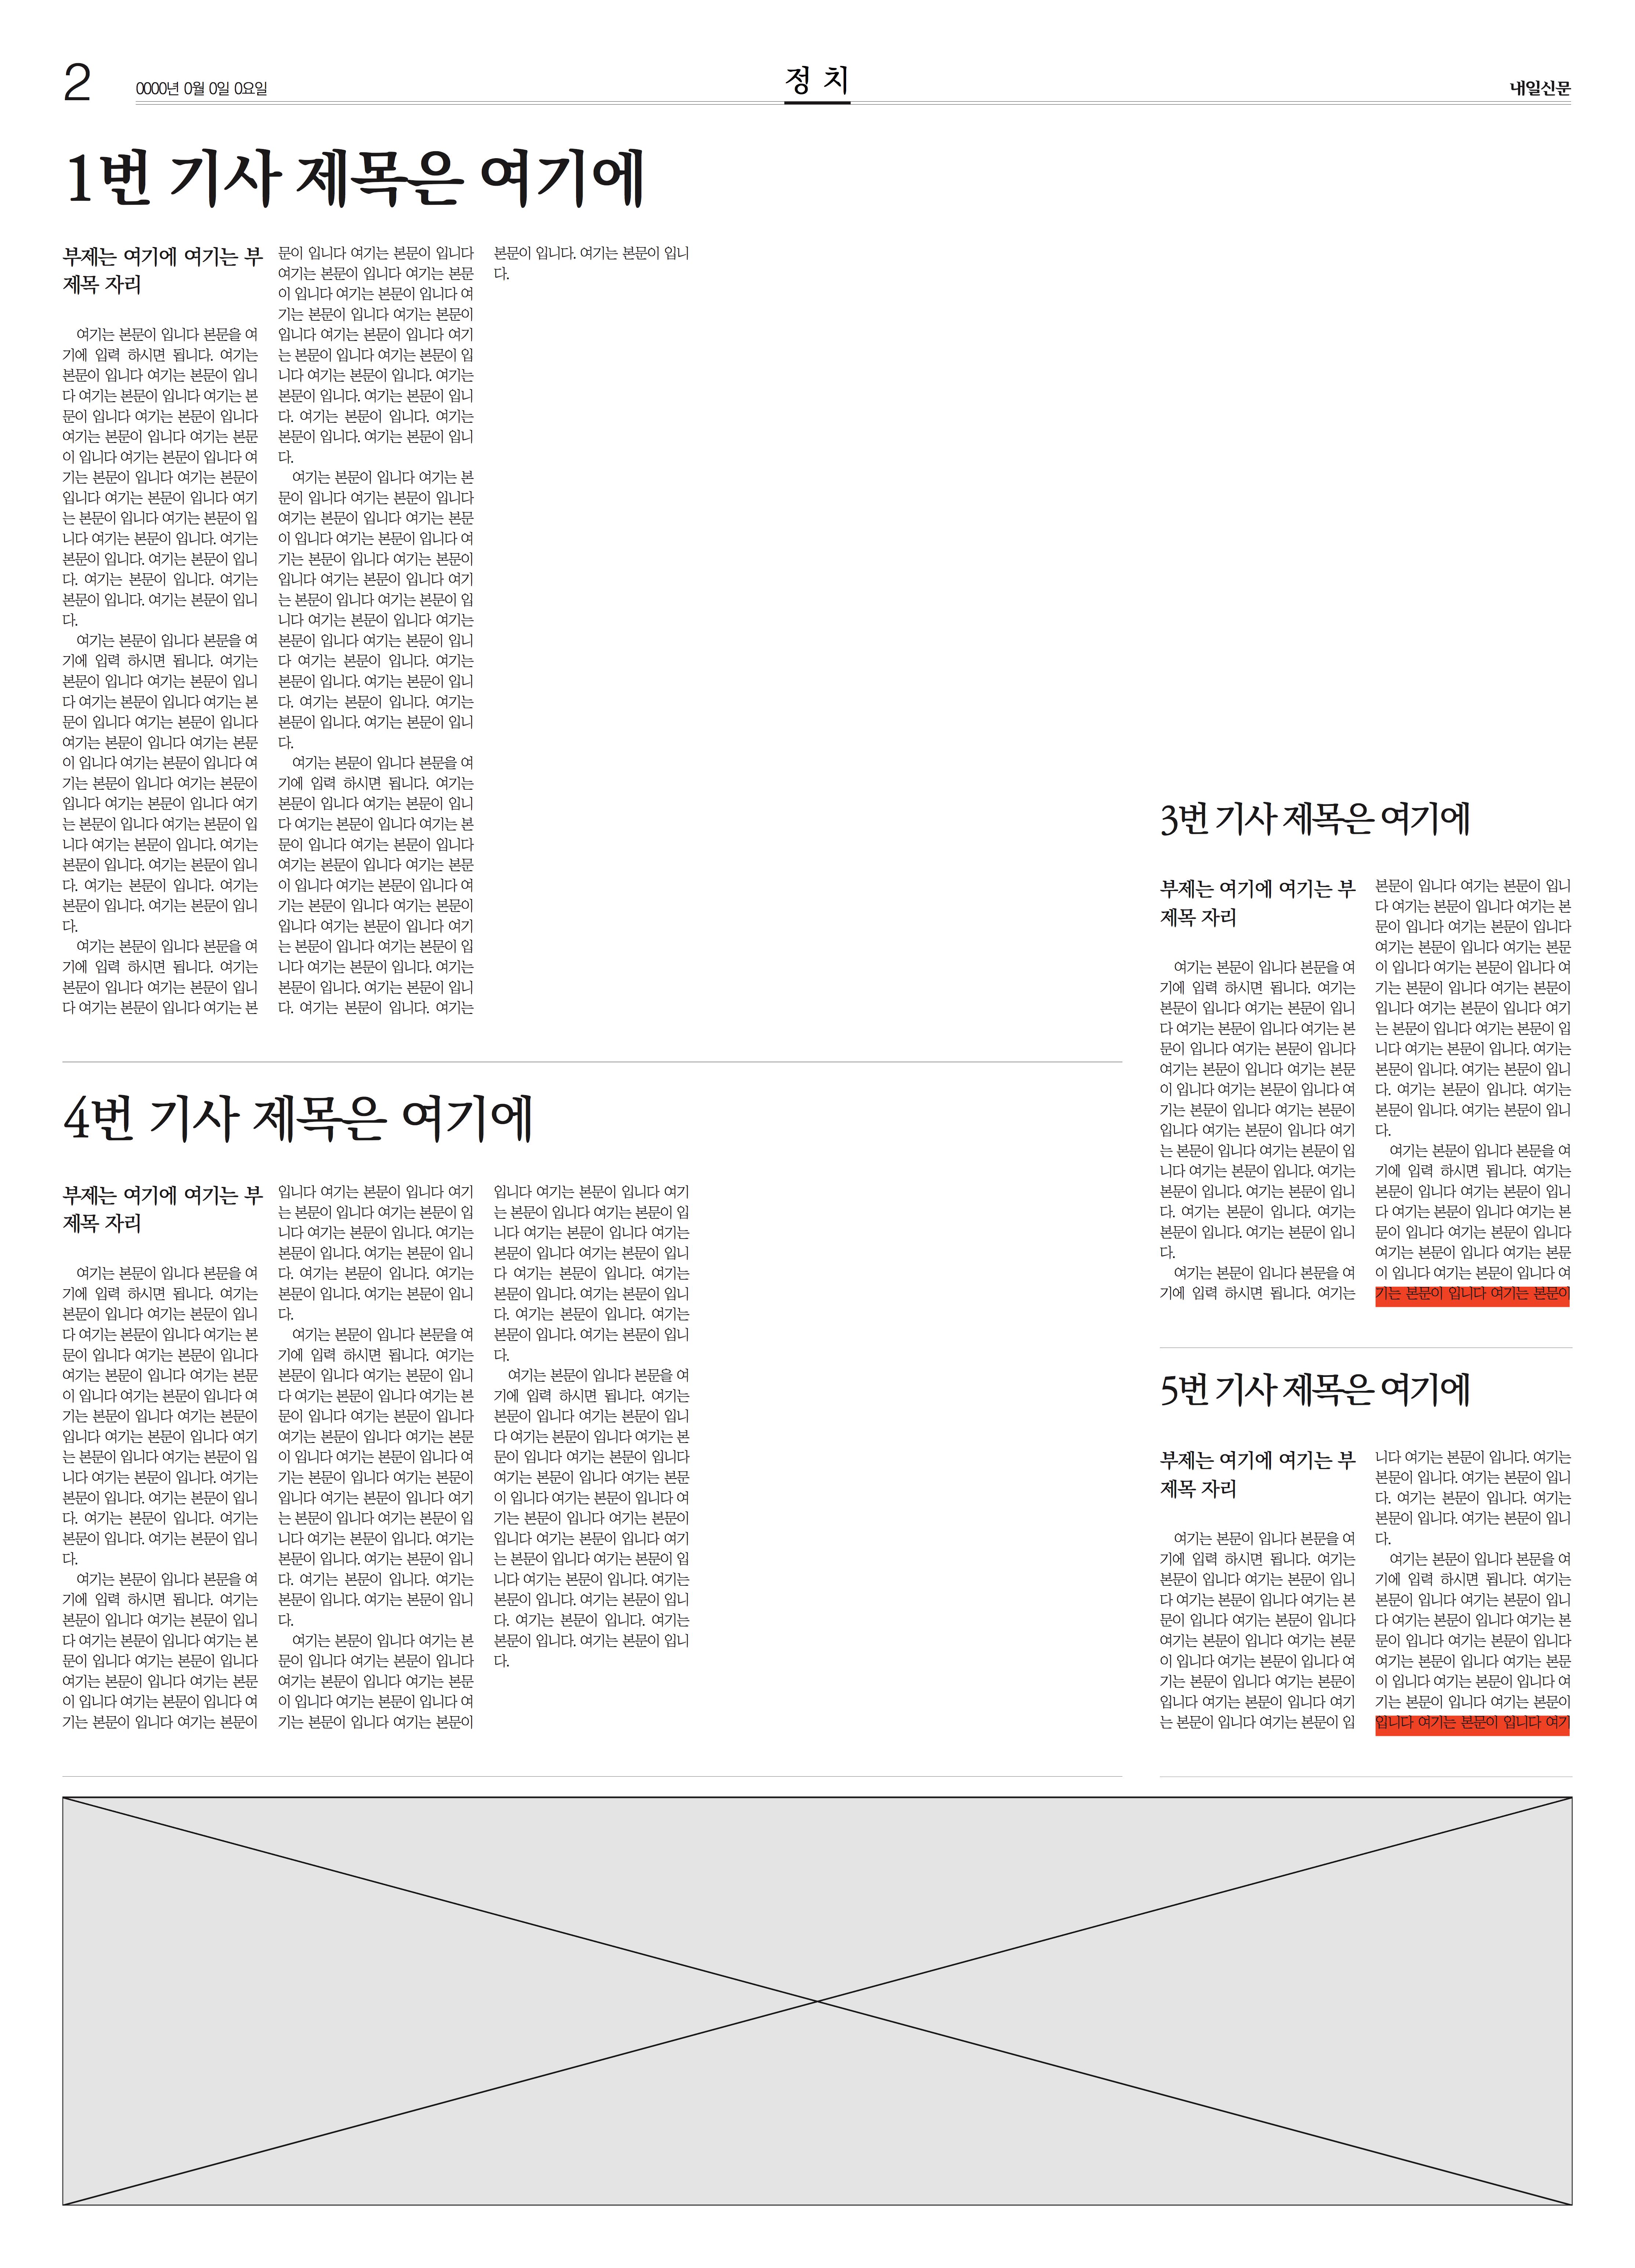 2
0000년 0월 0일 0요일
정 치
내일신문
1번 기사 제목은 여기에
부제는 여기에 여기는 부
제목 자리
여기는 본문이 입니다 본문을 여
기에 입력 하시면 됩니다. 여기는
본문이 입니다 여기는 본문이 입니
다 여기는 본문이 입니다 여기는 본
문이 입니다 여기는 본문이 입니다
여기는 본문이 입니다 여기는 본문
이 입니다 여기는 본문이 입니다 여
기는 본문이 입니다 여기는 본문이
입니다 여기는 본문이 입니다 여기
는 본문이 입니다 여기는 본문이 입
니다 여기는 본문이 입니다. 여기는
본문이 입니다. 여기는 본문이 입니
다. 여기는 본문이 입니다. 여기는
본문이 입니다. 여기는 본문이 입니
다.
여기는 본문이 입니다 본문을 여
기에 입력 하시면 됩니다. 여기는
본문이 입니다 여기는 본문이 입니
다 여기는 본문이 입니다 여기는 본
문이 입니다 여기는 본문이 입니다
여기는 본문이 입니다 여기는 본문
이 입니다 여기는 본문이 입니다 여
기는 본문이 입니다 여기는 본문이
입니다 여기는 본문이 입니다 여기
는 본문이 입니다 여기는 본문이 입
니다 여기는 본문이 입니다. 여기는
본문이 입니다. 여기는 본문이 입니
다. 여기는 본문이 입니다. 여기는
본문이 입니다. 여기는 본문이 입니
다.
여기는 본문이 입니다 본문을 여
기에 입력 하시면 됩니다. 여기는
본문이 입니다 여기는 본문이 입니
다 여기는 본문이 입니다 여기는 본
문이 입니다 여기는 본문이 입니다
여기는 본문이 입니다 여기는 본문
이 입니다 여기는 본문이 입니다 여
기는 본문이 입니다 여기는 본문이
입니다 여기는 본문이 입니다 여기
는 본문이 입니다 여기는 본문이 입
니다 여기는 본문이 입니다. 여기는
본문이 입니다. 여기는 본문이 입니
다. 여기는 본문이 입니다. 여기는
본문이 입니다. 여기는 본문이 입니
다.
여기는 본문이 입니다 여기는 본
문이 입니다 여기는 본문이 입니다
여기는 본문이 입니다 여기는 본문
이 입니다 여기는 본문이 입니다 여
기는 본문이 입니다 여기는 본문이
입니다 여기는 본문이 입니다 여기
는 본문이 입니다 여기는 본문이 입
니다 여기는 본문이 입니다 여기는
본문이 입니다 여기는 본문이 입니
다 여기는 본문이 입니다. 여기는
본문이 입니다. 여기는 본문이 입니
다. 여기는 본문이 입니다. 여기는
본문이 입니다. 여기는 본문이 입니
다.
여기는 본문이 입니다 본문을 여
기에 입력 하시면 됩니다. 여기는
본문이 입니다 여기는 본문이 입니
다 여기는 본문이 입니다 여기는 본
문이 입니다 여기는 본문이 입니다
여기는 본문이 입니다 여기는 본문
이 입니다 여기는 본문이 입니다 여
기는 본문이 입니다 여기는 본문이
입니다 여기는 본문이 입니다 여기
는 본문이 입니다 여기는 본문이 입
니다 여기는 본문이 입니다. 여기는
본문이 입니다. 여기는 본문이 입니
다. 여기는 본문이 입니다. 여기는
본문이 입니다. 여기는 본문이 입니
다.
3번 기사 제목은 여기에
부제는 여기에 여기는 부
제목 자리
여기는 본문이 입니다 본문을 여
기에 입력 하시면 됩니다. 여기는
본문이 입니다 여기는 본문이 입니
다 여기는 본문이 입니다 여기는 본
문이 입니다 여기는 본문이 입니다
여기는 본문이 입니다 여기는 본문
이 입니다 여기는 본문이 입니다 여
기는 본문이 입니다 여기는 본문이
입니다 여기는 본문이 입니다 여기
는 본문이 입니다 여기는 본문이 입
니다 여기는 본문이 입니다. 여기는
본문이 입니다. 여기는 본문이 입니
다. 여기는 본문이 입니다. 여기는
본문이 입니다. 여기는 본문이 입니
다.
여기는 본문이 입니다 본문을 여
기에 입력 하시면 됩니다. 여기는
본문이 입니다 여기는 본문이 입니
다 여기는 본문이 입니다 여기는 본
문이 입니다 여기는 본문이 입니다
여기는 본문이 입니다 여기는 본문
이 입니다 여기는 본문이 입니다 여
기는 본문이 입니다 여기는 본문이
입니다 여기는 본문이 입니다 여기
는 본문이 입니다 여기는 본문이 입
니다 여기는 본문이 입니다. 여기는
본문이 입니다. 여기는 본문이 입니
다. 여기는 본문이 입니다. 여기는
본문이 입니다. 여기는 본문이 입니
다.
여기는 본문이 입니다 본문을 여
기에 입력 하시면 됩니다. 여기는
본문이 입니다 여기는 본문이 입니
다 여기는 본문이 입니다 여기는 본
문이 입니다 여기는 본문이 입니다
여기는 본문이 입니다 여기는 본문
이 입니다 여기는 본문이 입니다 여
기는 본문이 입니다 여기는 본문이
4번 기사 제목은 여기에
부제는 여기에 여기는 부
제목 자리
여기는 본문이 입니다 본문을 여
기에 입력 하시면 됩니다. 여기는
본문이 입니다 여기는 본문이 입니
다 여기는 본문이 입니다 여기는 본
문이 입니다 여기는 본문이 입니다
여기는 본문이 입니다 여기는 본문
이 입니다 여기는 본문이 입니다 여
기는 본문이 입니다 여기는 본문이
입니다 여기는 본문이 입니다 여기
는 본문이 입니다 여기는 본문이 입
니다 여기는 본문이 입니다. 여기는
본문이 입니다. 여기는 본문이 입니
다. 여기는 본문이 입니다. 여기는
본문이 입니다. 여기는 본문이 입니
다.
여기는 본문이 입니다 본문을 여
기에 입력 하시면 됩니다. 여기는
본문이 입니다 여기는 본문이 입니
다 여기는 본문이 입니다 여기는 본
문이 입니다 여기는 본문이 입니다
여기는 본문이 입니다 여기는 본문
이 입니다 여기는 본문이 입니다 여
기는 본문이 입니다 여기는 본문이
입니다 여기는 본문이 입니다 여기
는 본문이 입니다 여기는 본문이 입
니다 여기는 본문이 입니다. 여기는
본문이 입니다. 여기는 본문이 입니
다. 여기는 본문이 입니다. 여기는
본문이 입니다. 여기는 본문이 입니
다.
여기는 본문이 입니다 본문을 여
기에 입력 하시면 됩니다. 여기는
본문이 입니다 여기는 본문이 입니
다 여기는 본문이 입니다 여기는 본
문이 입니다 여기는 본문이 입니다
여기는 본문이 입니다 여기는 본문
이 입니다 여기는 본문이 입니다 여
기는 본문이 입니다 여기는 본문이
입니다 여기는 본문이 입니다 여기
는 본문이 입니다 여기는 본문이 입
니다 여기는 본문이 입니다. 여기는
본문이 입니다. 여기는 본문이 입니
다. 여기는 본문이 입니다. 여기는
본문이 입니다. 여기는 본문이 입니
다.
여기는 본문이 입니다 여기는 본
문이 입니다 여기는 본문이 입니다
여기는 본문이 입니다 여기는 본문
이 입니다 여기는 본문이 입니다 여
기는 본문이 입니다 여기는 본문이
입니다 여기는 본문이 입니다 여기
는 본문이 입니다 여기는 본문이 입
니다 여기는 본문이 입니다 여기는
본문이 입니다 여기는 본문이 입니
다 여기는 본문이 입니다. 여기는
본문이 입니다. 여기는 본문이 입니
다. 여기는 본문이 입니다. 여기는
본문이 입니다. 여기는 본문이 입니
다.
여기는 본문이 입니다 본문을 여
기에 입력 하시면 됩니다. 여기는
본문이 입니다 여기는 본문이 입니
다 여기는 본문이 입니다 여기는 본
문이 입니다 여기는 본문이 입니다
여기는 본문이 입니다 여기는 본문
이 입니다 여기는 본문이 입니다 여
기는 본문이 입니다 여기는 본문이
입니다 여기는 본문이 입니다 여기
는 본문이 입니다 여기는 본문이 입
니다 여기는 본문이 입니다. 여기는
본문이 입니다. 여기는 본문이 입니
다. 여기는 본문이 입니다. 여기는
본문이 입니다. 여기는 본문이 입니
다.
5번 기사 제목은 여기에
부제는 여기에 여기는 부
제목 자리
여기는 본문이 입니다 본문을 여
기에 입력 하시면 됩니다. 여기는
본문이 입니다 여기는 본문이 입니
다 여기는 본문이 입니다 여기는 본
문이 입니다 여기는 본문이 입니다
여기는 본문이 입니다 여기는 본문
이 입니다 여기는 본문이 입니다 여
기는 본문이 입니다 여기는 본문이
입니다 여기는 본문이 입니다 여기
는 본문이 입니다 여기는 본문이 입
니다 여기는 본문이 입니다. 여기는
본문이 입니다. 여기는 본문이 입니
다. 여기는 본문이 입니다. 여기는
본문이 입니다. 여기는 본문이 입니
다.
여기는 본문이 입니다 본문을 여
기에 입력 하시면 됩니다. 여기는
본문이 입니다 여기는 본문이 입니
다 여기는 본문이 입니다 여기는 본
문이 입니다 여기는 본문이 입니다
여기는 본문이 입니다 여기는 본문
이 입니다 여기는 본문이 입니다 여
기는 본문이 입니다 여기는 본문이
입니다 여기는 본문이 입니다 여기